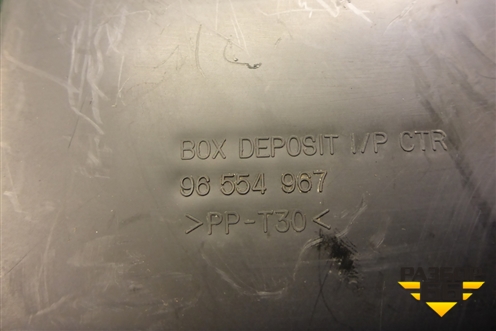 BOX DEPOSIT I/P CTR
96 554 967
>PP-T30<